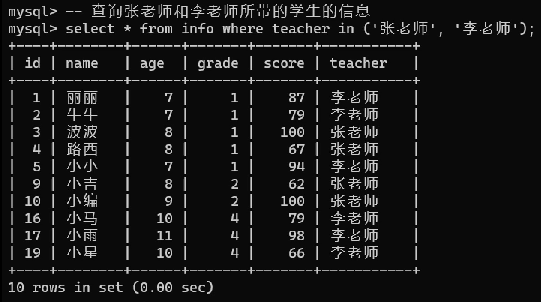 mysql> -- 查询张老师和李老师所带的学生的信息
mysql> select * from info where teacher in ('张老师', '李老师');
+----+--------+-----+-------+-------+-----------+
| id | name | age | grade | score | teacher |
+----+--------+-----+-------+-------+-----------+
| 1 | 丽丽 | 7 | 1 | 87 | 李老师 |
| 2 | 牛牛 | 7 | 1 | 79 | 李老师 |
| 3 | 波波 | 8 | 1 | 100 | 张老师 |
| 4 | 路西 | 8 | 1 | 67 | 张老师 |
| 5 | 小小 | 7 | 1 | 94 | 李老师 |
| 9 | 小吉 | 8 | 2 | 62 | 张老师 |
| 10 | 小编 | 9 | 2 | 100 | 张老师 |
| 16 | 小马 | 10 | 4 | 79 | 李老师 |
| 17 | 小雨 | 11 | 4 | 98 | 李老师 |
| 19 | 小星 | 10 | 4 | 66 | 李老师 |
+----+--------+-----+-------+-------+-----------+
10 rows in set (0.00 sec)